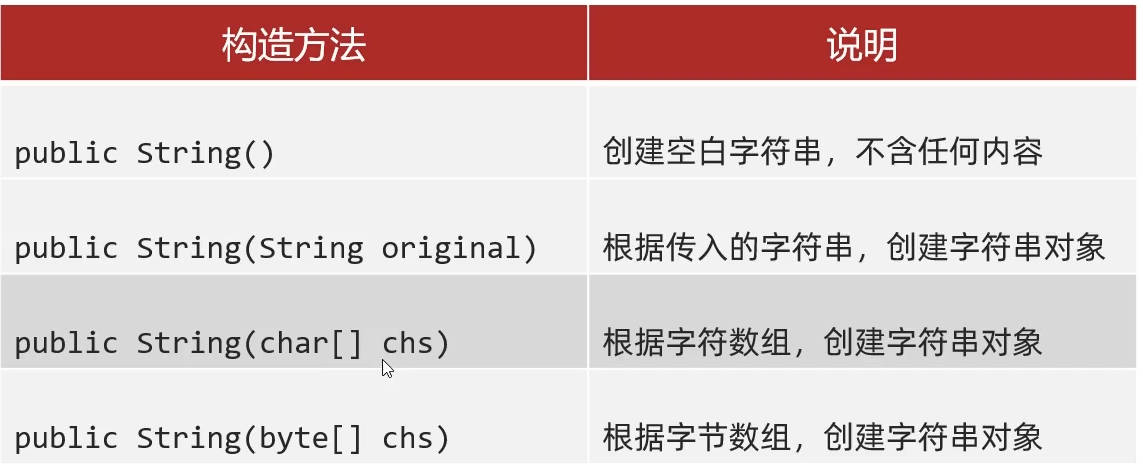 构造方法 说明
public String() 创建空白字符串，不含任何内容
public String(String original) 根据传入的字符串，创建字符串对象
public String(char[] chs) 根据字符数组，创建字符串对象
public String(byte[] chs) 根据字节数组，创建字符串对象